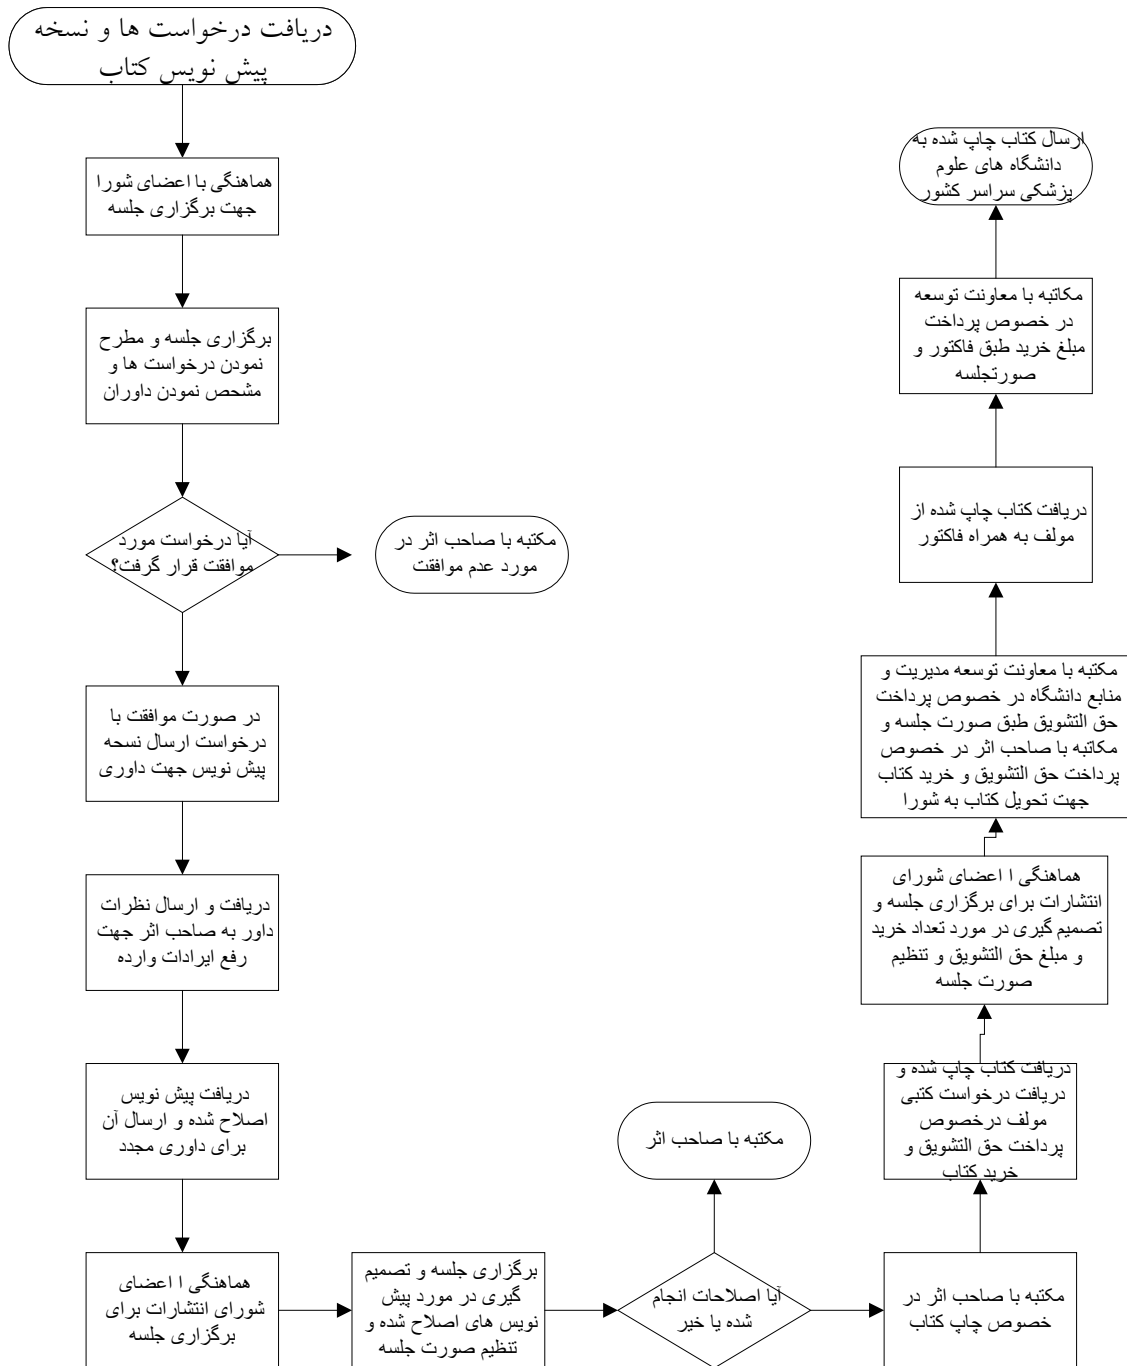 دریافت درخواست ها و نسخه
پیش نویس کتاب
هماهنگی با اعضای شورا
جهت برگزاری جلسه
برگزاری جلسه و مطرح
نمودن درخواست ها و
مشحص نمودن داوران
آیا درخواست مورد
موافقت قرار گرفت؟
مکتبه با صاحب اثر در
مورد عدم موافقت
در صورت موافقت با
درخواست ارسال نسحه
پیش نویس جهت داوری
دریافت و ارسال نظرات
داور به صاحب اثر جهت
رفع ایرادات وارده
دریافت پیش نویس
اصلاح شده و ارسال آن
برای داوری مجدد
هماهنگی ا اعضای
شورای انتشارات برای
برگزاری جلسه
برگزاری جلسه و تصمیم
گیری در مورد پیش
نویس های اصلاح شده و
تنظیم صورت جلسه
آیا اصلاحات انجام
شده یا خیر
مکتبه با صاحب اثر
مکتبه با صاحب اثر در
خصوص چاپ کتاب
دریافت کتاب چاپ شده و
دریافت درخواست کتبی
مولف درخصوص
پرداخت حق التشویق و
خرید کتاب
هماهنگی ا اعضای شورای
انتشارات برای برگزاری جلسه و
تصمیم گیری در مورد تعداد خرید
و مبلغ حق التشویق و تنظیم
صورت جلسه
مکتبه با معاونت توسعه مدیریت و
منابع دانشگاه در خصوص پرداخت
حق التشویق طبق صورت جلسه و
مکاتبه با صاحب اثر در خصوص
پرداخت حق التشویق و خرید کتاب
جهت تحویل کتاب به شورا
دریافت کتاب چاپ شده از
مولف به همراه فاکتور
مکاتبه با معاونت توسعه
در خصوص پرداخت
مبلغ خرید طبق فاکتور و
صورتجلسه
ارسال کتاب چاپ شده به
دانشگاه های علوم
پزشکی سراسر کشور